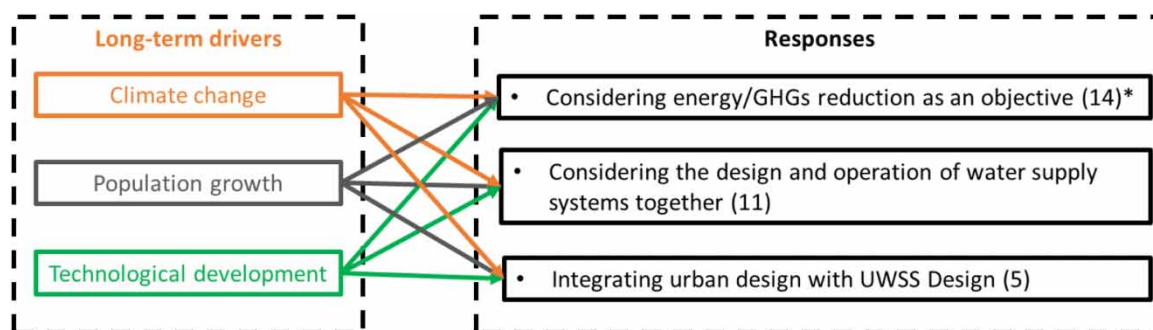 Long-term drivers
Climate change
Population growth
Technological development
Responses
• Considering energy/GHGs reduction as an objective (14)*
• Considering the design and operation of water supply
systems together (11)
• Integrating urban design with UWSS Design (5)